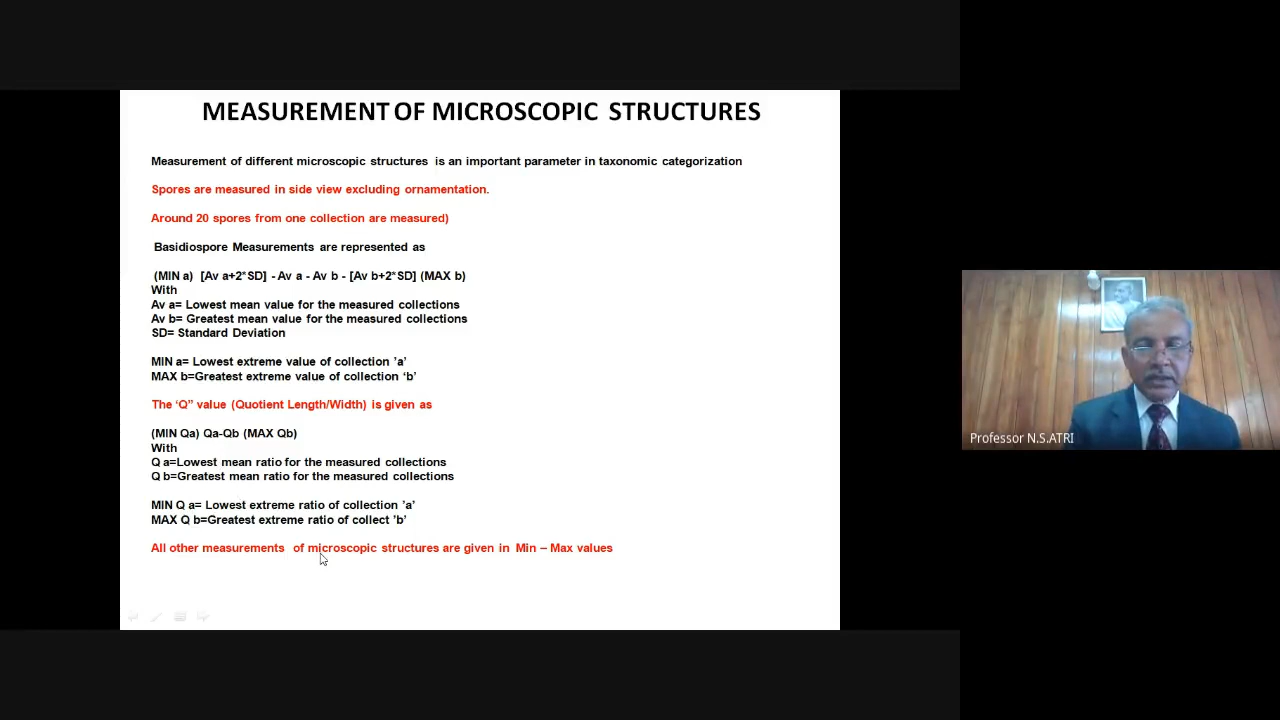 MEASUREMENT OF MICROSCOPIC STRUCTURES
Measurement of different microscopic structures is an important parameter in taxonomic categorization
Spores are measured in side view excluding ornamentation.
Around 20 spores from one collection are measured)
Basidiospore Measurements are represented as
(MIN a) [Av a+2*SD] - Av a - Av b - [Av b+2*SD] (MAX b)
With
Av a= Lowest mean value for the measured collections
Av b= Greatest mean value for the measured collections
SD= Standard Deviation
MIN a= Lowest extreme value of collection ’a’
MAX b=Greatest extreme value of collection ‘b’
The ‘Q” value (Quotient Length/Width) is given as
(MIN Qa) Qa-Qb (MAX Qb)
With
Q a=Lowest mean ratio for the measured collections
Q b=Greatest mean ratio for the measured collections
MIN Q a= Lowest extreme ratio of collection ’a’
MAX Q b=Greatest extreme ratio of collect ’b’
All other measurements of microscopic structures are given in Min – Max values
Professor N.S.ATRI